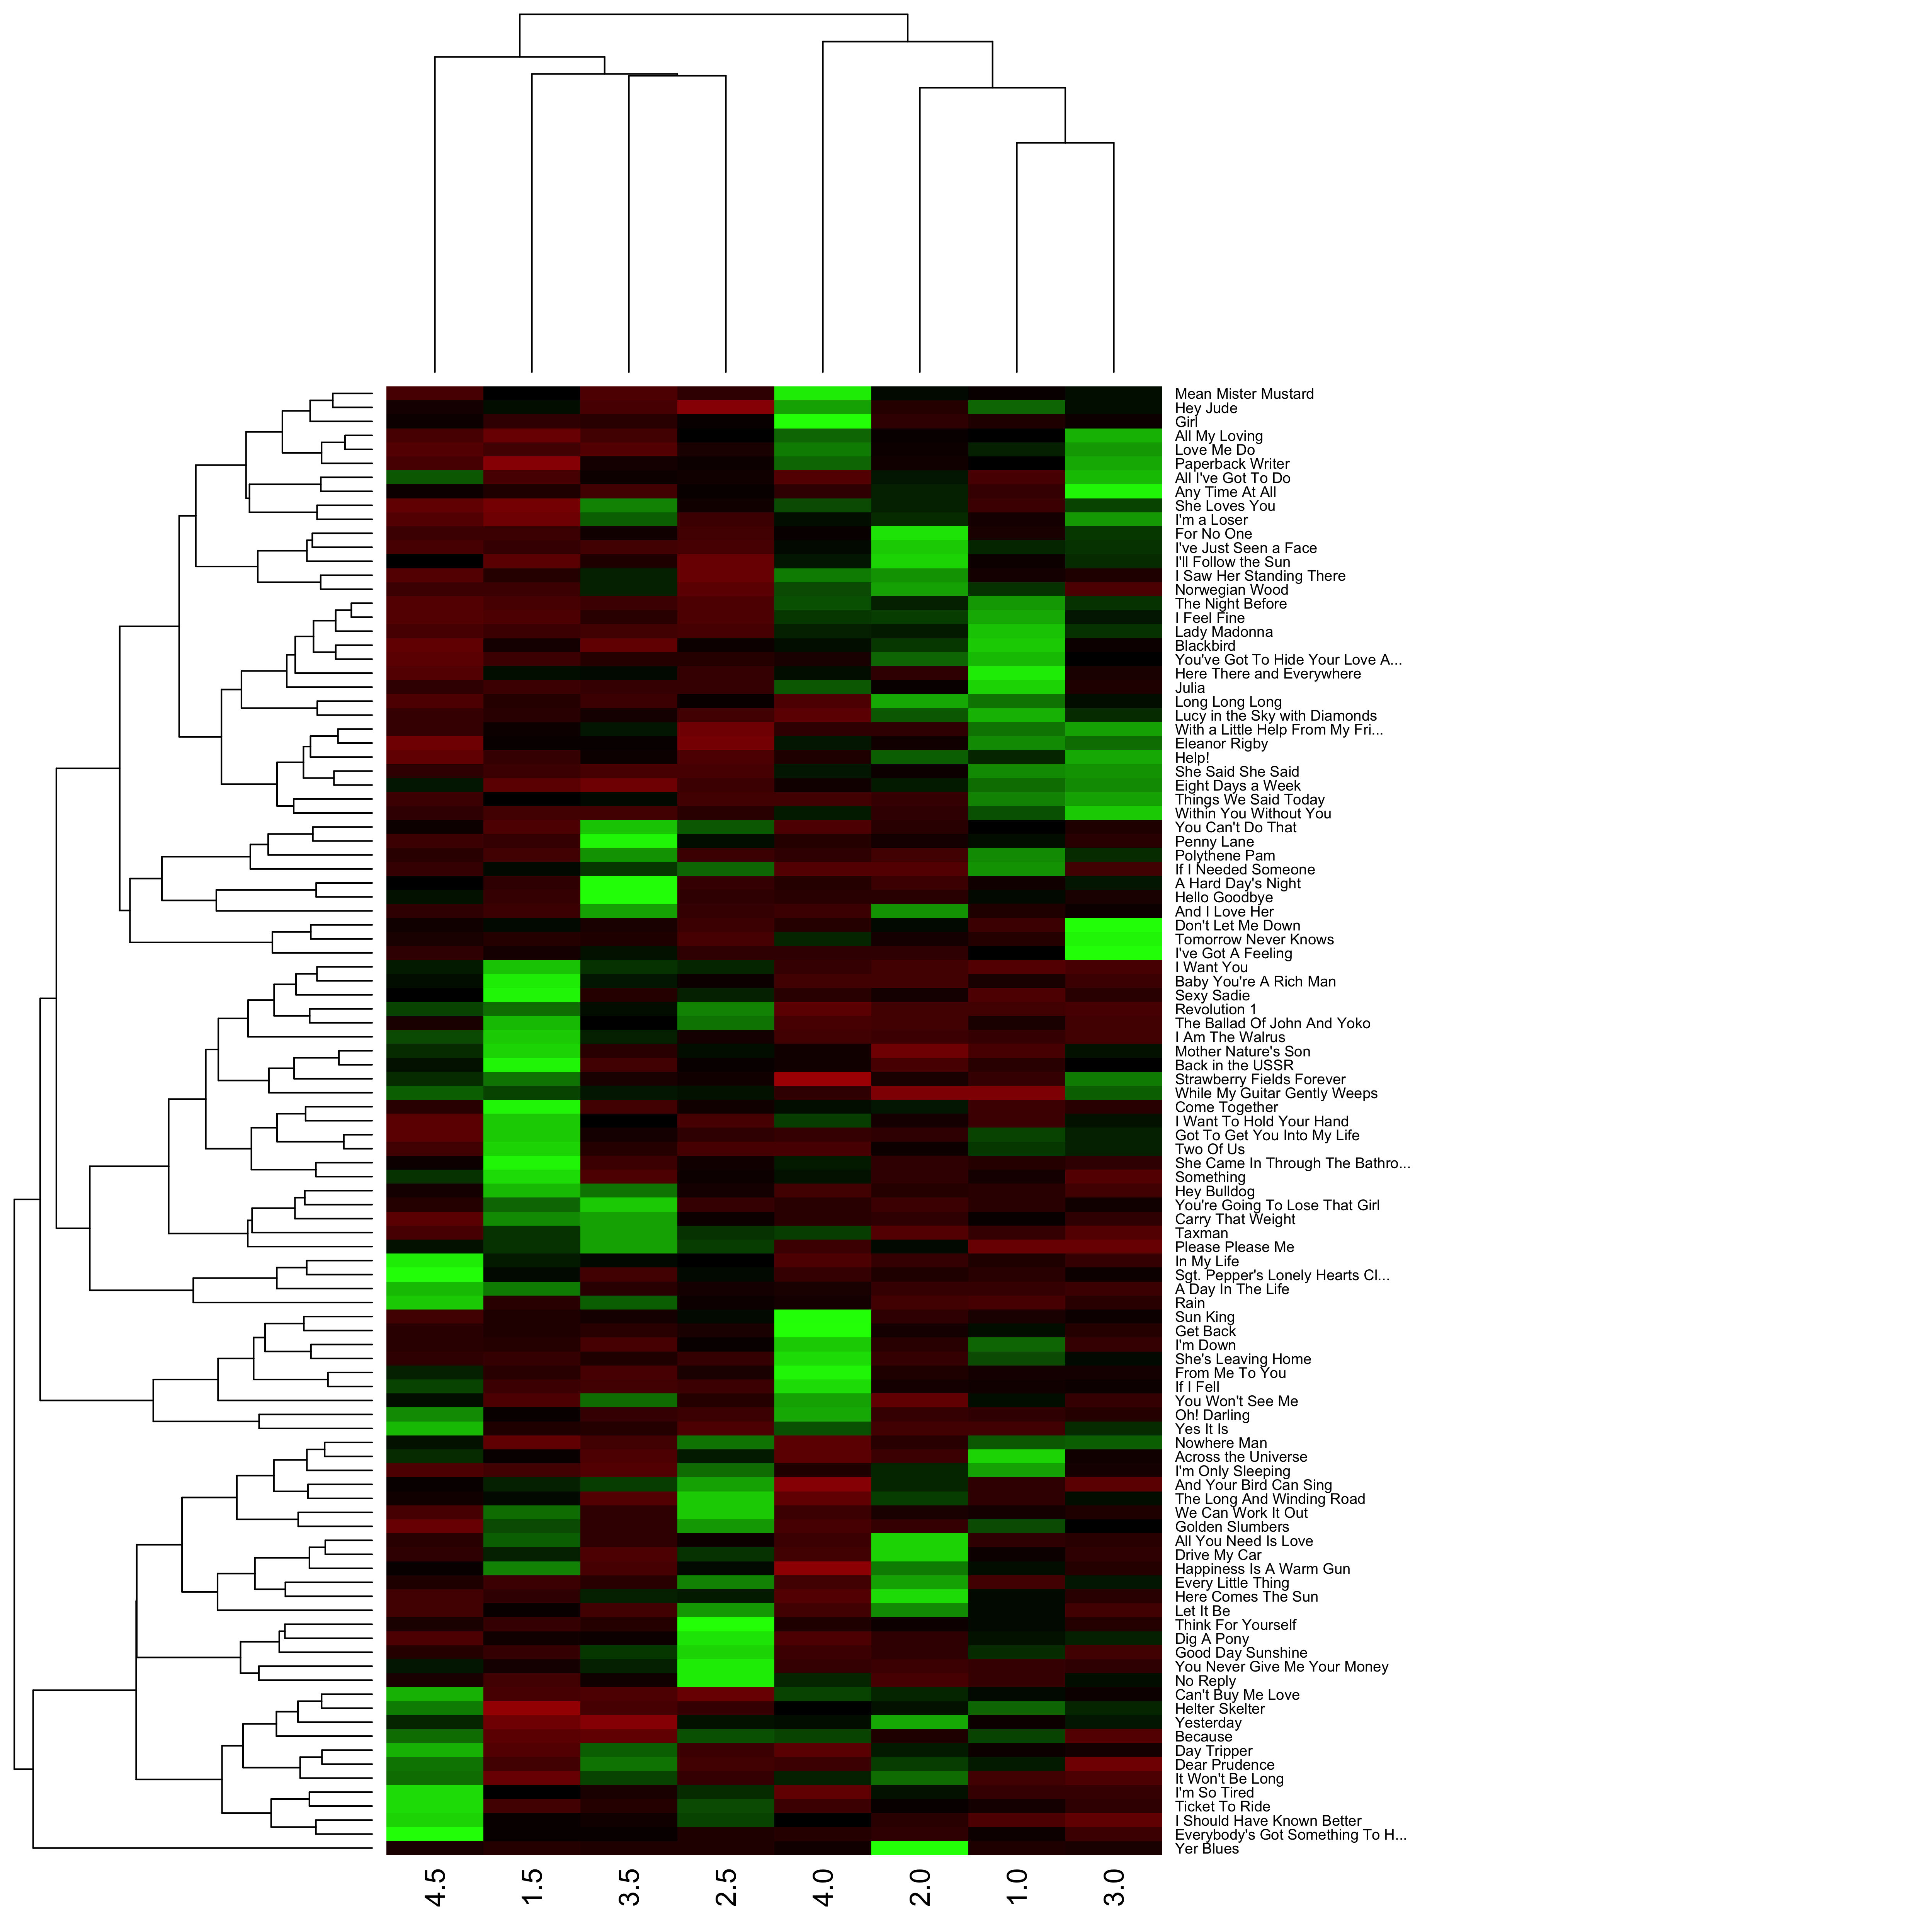 Mean Mister Mustard
Hey Jude
Girl
All My Loving
Love Me Do
Paperback Writer
All I've Got To Do
Any Time At All
She Loves You
I'm a Loser
For No One
I've Just Seen a Face
I'll Follow the Sun
I Saw Her Standing There
Norwegian Wood
The Night Before
I Feel Fine
Lady Madonna
Blackbird
You've Got To Hide Your Love A...
Here There and Everywhere
Julia
Long Long Long
Lucy in the Sky with Diamonds
With a Little Help From My Fri...
Eleanor Rigby
Help!
She Said She Said
Eight Days a Week
Things We Said Today
Within You Without You
You Can't Do That
Penny Lane
Polythene Pam
If I Needed Someone
A Hard Day's Night
Hello Goodbye
And I Love Her
Don't Let Me Down
Tomorrow Never Knows
I've Got A Feeling
I Want You
Baby You're A Rich Man
Sexy Sadie
Revolution 1
The Ballad Of John And Yoko
I Am The Walrus
Mother Nature's Son
Back in the USSR
Strawberry Fields Forever
While My Guitar Gently Weeps
Come Together
I Want To Hold Your Hand
Got To Get You Into My Life
Two Of Us
She Came In Through The Bathro...
Something
Hey Bulldog
You're Going To Lose That Girl
Carry That Weight
Taxman
Please Please Me
In My Life
Sgt. Pepper's Lonely Hearts Cl...
A Day In The Life
Rain
Sun King
Get Back
I'm Down
She's Leaving Home
From Me To You
If I Fell
You Won't See Me
Oh! Darling
Yes It Is
Nowhere Man
Across the Universe
I'm Only Sleeping
And Your Bird Can Sing
The Long And Winding Road
We Can Work It Out
Golden Slumbers
All You Need Is Love
Drive My Car
Happiness Is A Warm Gun
Every Little Thing
Here Comes The Sun
Let It Be
Think For Yourself
Dig A Pony
Good Day Sunshine
You Never Give Me Your Money
No Reply
Can't Buy Me Love
Helter Skelter
Yesterday
Because
Day Tripper
Dear Prudence
It Won't Be Long
I'm So Tired
Ticket To Ride
I Should Have Known Better
Everybody's Got Something To H...
Yer Blues
4.5
1.5
3.5
2.5
4.0
2.0
1.0
3.0